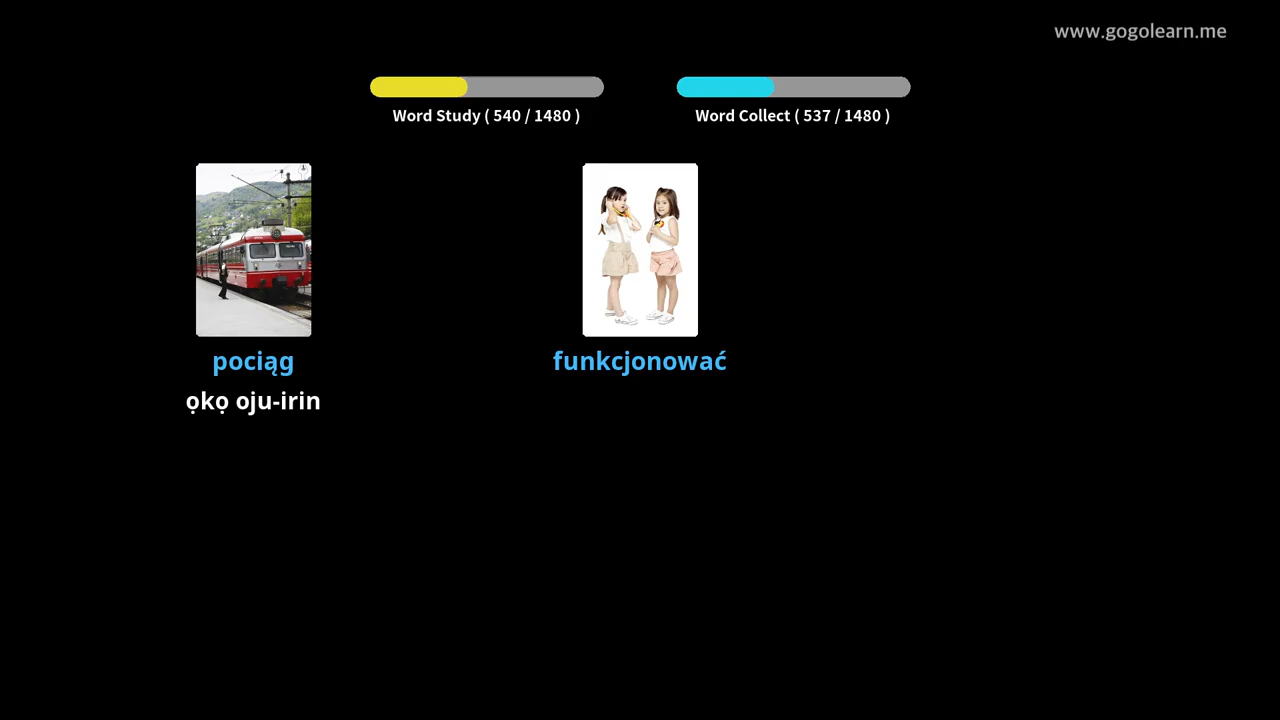 www.gogolearn.me
Word Study ( 540 / 1480 )
Word Collect ( 537 / 1480 )
pociąg
funkcjonować
ọkọ oju-irin